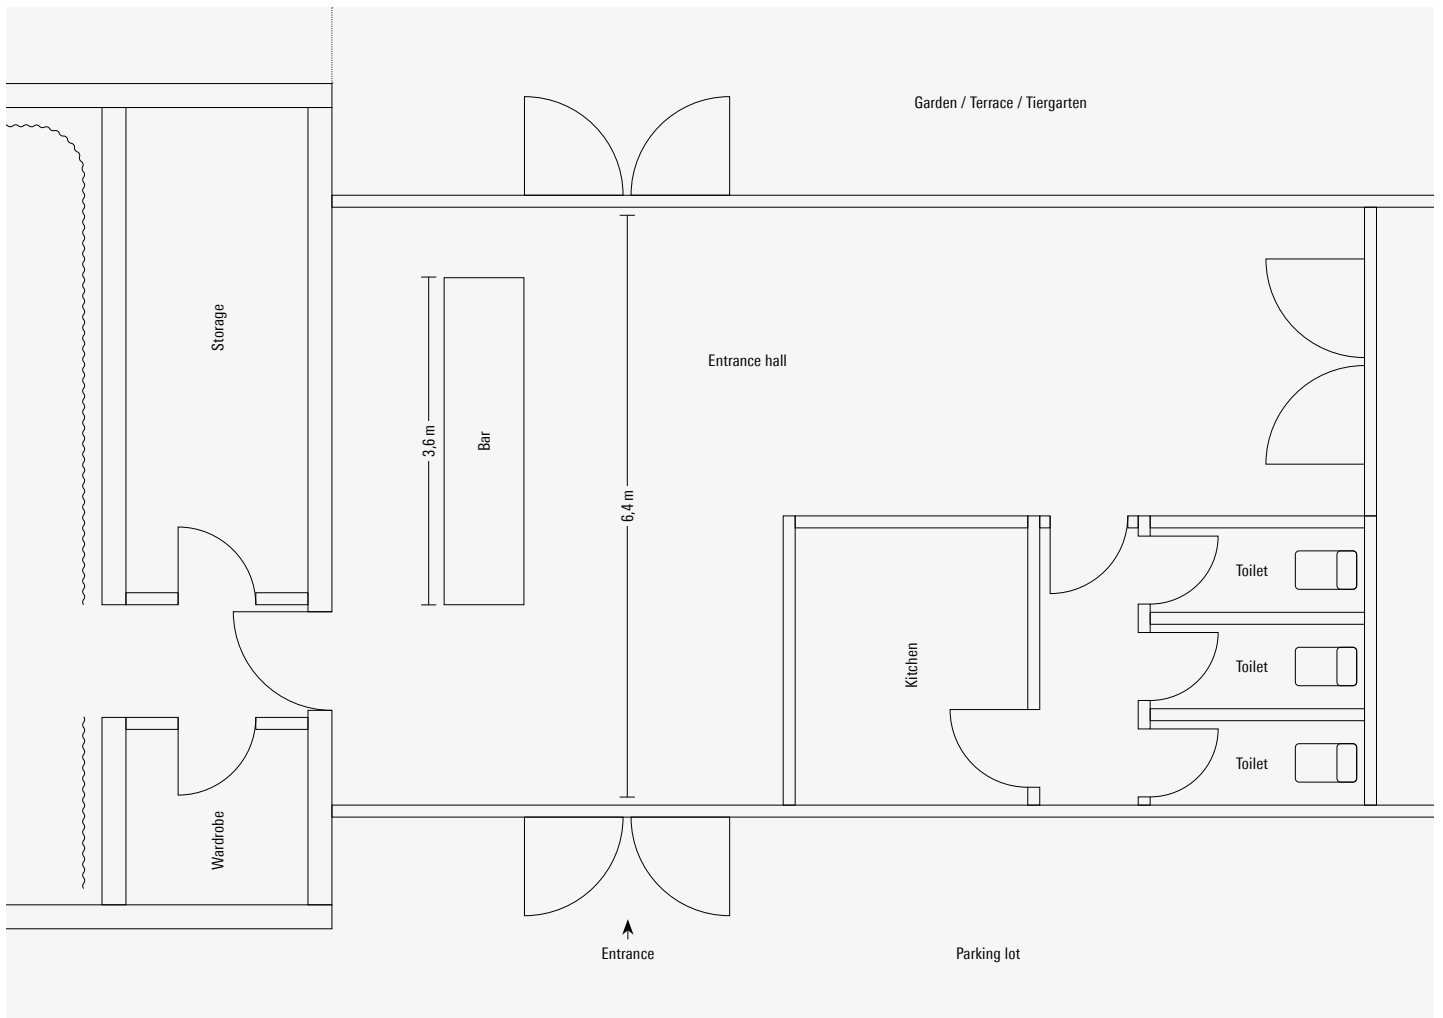 Garden / Terrace / Tiergarten
Storage
Entrance hall
3,6 m
Bar
6,4 m
Toilet
Kitchen
Toilet
Toilet
Wardrobe
Entrance
Parking lot